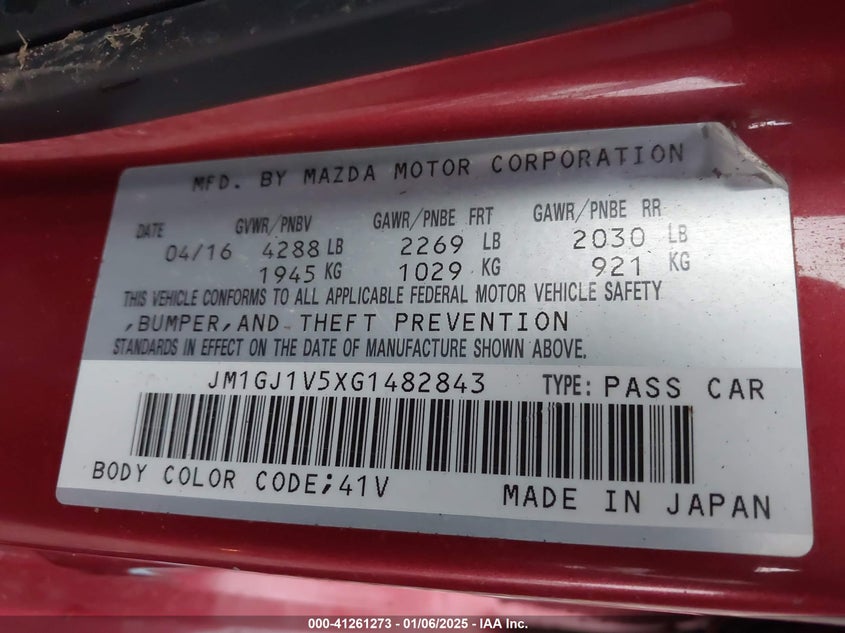 MFD. BY MAZDA MOTOR CORPORATION
DATE GVWR/PNBV GAWR/PNBE FRT GAWR/PNBE RR
04/16 4288 LB 2269 LB 2030 LB
1945 KG 1029 KG 921 KG
THIS VEHICLE CONFORMS TO ALL APPLICABLE FEDERAL MOTOR VEHICLE SAFETY
,BUMPER,AND THEFT PREVENTION
STANDARDS IN EFFECT ON THE DATE OF MANUFACTURE SHOWN ABOVE.
JM1GJ1V5XG1482843 TYPE: PASS CAR
BODY COLOR CODE;41V MADE IN JAPAN
000-41261273 - 01/06/2025 - IAA Inc.